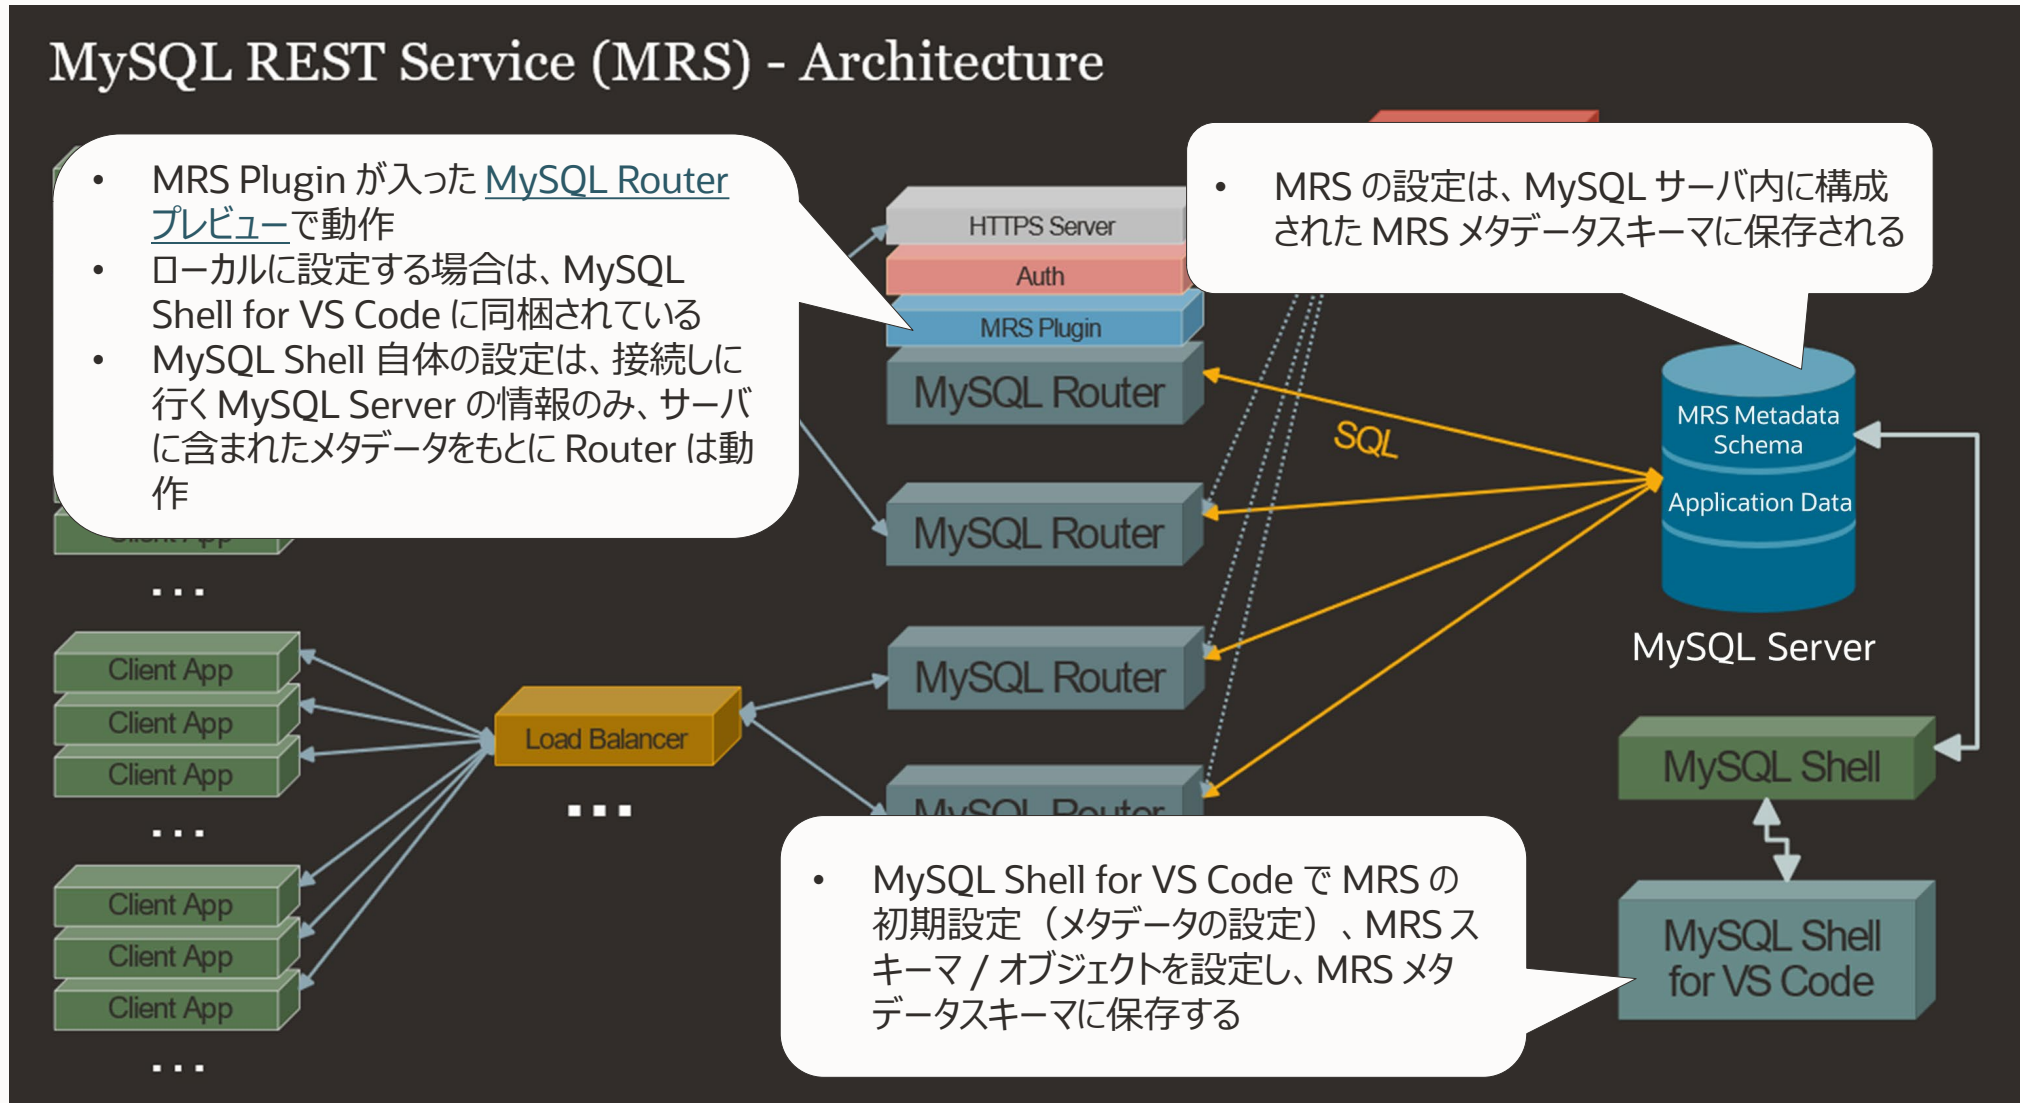 MySQL REST Service (MRS) - Architecture
• MRS Plugin が入った MySQL Router
プレビューで動作
• ローカルに設定する場合は、MySQL
Shell for VS Code に同梱されている
• MySQL Shell 自体の設定は、接続しに
行く MySQL Server の情報のみ、サーバ
に含まれたメタデータをもとに Router は動
作
• MRS の設定は、MySQL サーバ内に構成
された MRS メタデータスキーマに保存される
HTTPS Server
Auth
MRS Plugin
MySQL Router
SQL
MRS Metadata
Schema
Application Data
MySQL Server
MySQL Router
Client App
...
Client App
Client App
Client App
...
Load Balancer
...
MySQL Router
MySQL Router
MySQL Shell
MySQL Shell
for VS Code
• MySQL Shell for VS Code で MRS の
初期設定（メタデータの設定）、MRS ス
キーマ / オブジェクトを設定し、MRS メタ
データスキーマに保存する
Client App
Client App
Client App
...